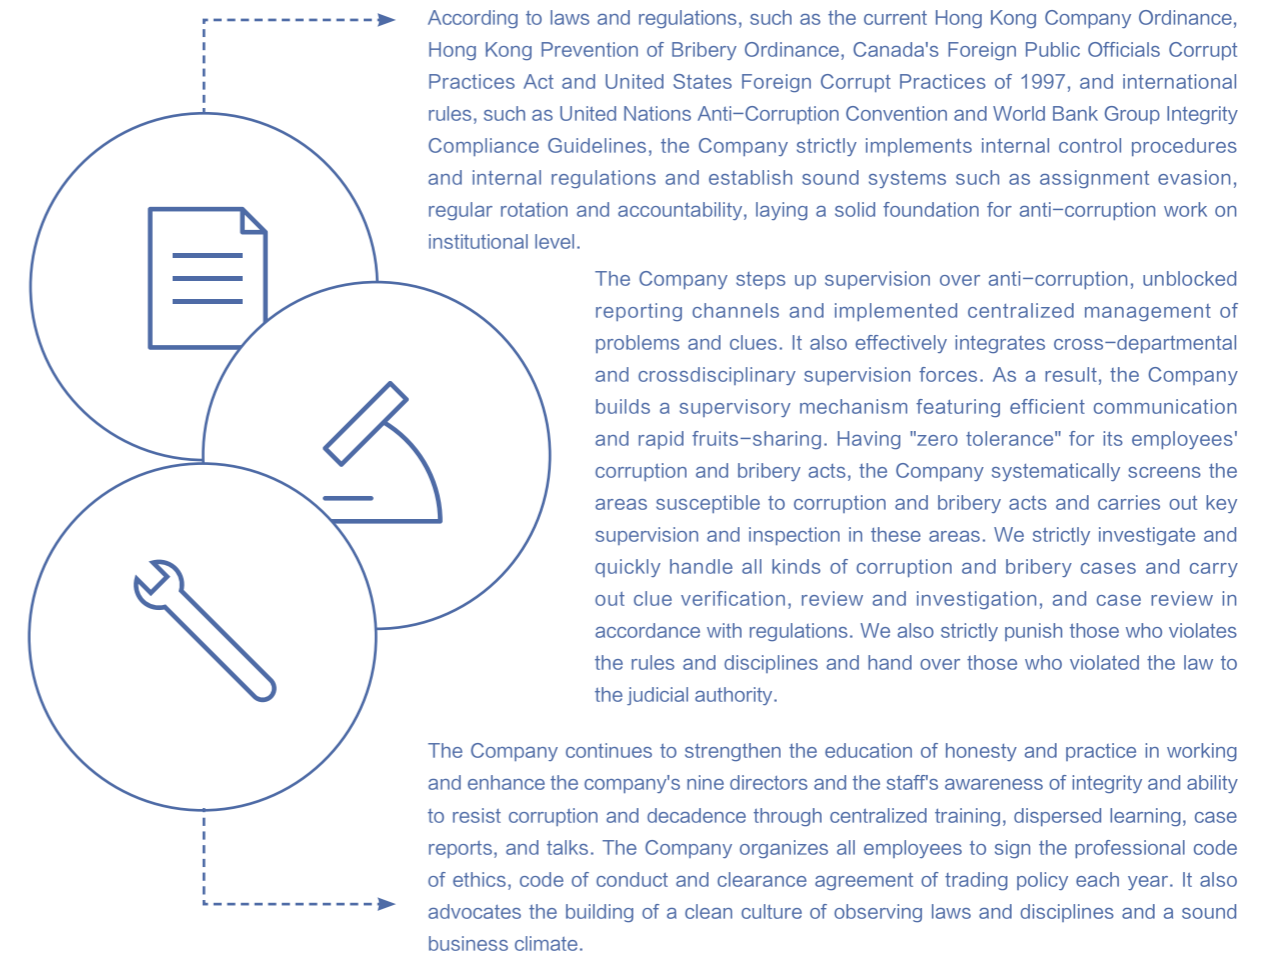 According to laws and regulations, such as the current Hong Kong Company Ordinance,
Hong Kong Prevention of Bribery Ordinance, Canada's Foreign Public Officials Corrupt
Practices Act and United States Foreign Corrupt Practices of 1997, and international
rules, such as United Nations Anti-Corruption Convention and World Bank Group Integrity
Compliance Guidelines, the Company strictly implements internal control procedures
and internal regulations and establish sound systems such as assignment evasion,
regular rotation and accountability, laying a solid foundation for anti-corruption work on
institutional level.
The Company steps up supervision over anti-corruption, unblocked
reporting channels and implemented centralized management of
problems and clues. It also effectively integrates cross-departmental
and crossdisciplinary supervision forces. As a result, the Company
builds a supervisory mechanism featuring efficient communication
and rapid fruits-sharing. Having "zero tolerance" for its employees'
corruption and bribery acts, the Company systematically screens the
areas susceptible to corruption and bribery acts and carries out key
supervision and inspection in these areas. We strictly investigate and
quickly handle all kinds of corruption and bribery cases and carry
out clue verification, review and investigation, and case review in
accordance with regulations. We also strictly punish those who violates
the rules and disciplines and hand over those who violated the law to
the judicial authority.
The Company continues to strengthen the education of honesty and practice in working
and enhance the company's nine directors and the staff's awareness of integrity and ability
to resist corruption and decadence through centralized training, dispersed learning, case
reports, and talks. The Company organizes all employees to sign the professional code
of ethics, code of conduct and clearance agreement of trading policy each year. It also
advocates the building of a clean culture of observing laws and disciplines and a sound
business climate.